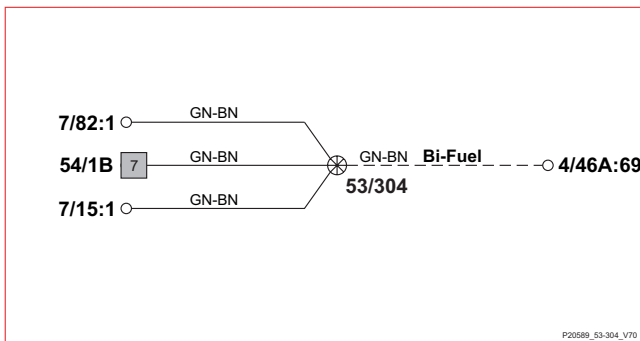 7/82:1 GN-BN
54/1B 7 GN-BN GN-BN Bi-Fuel 4/46A:69
53/304
7/15:1 GN-BN
P20589_53-304_V70